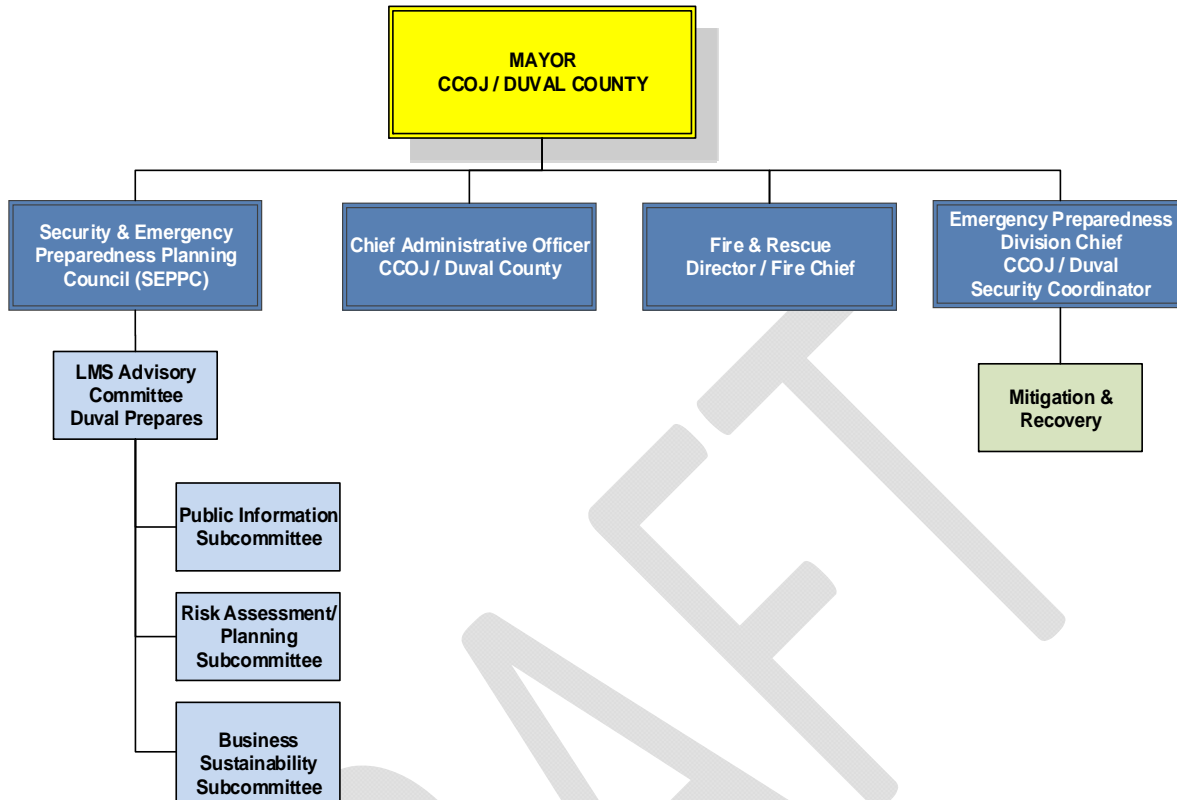 MAYOR
CCOJ / DUVAL COUNTY
Security & Emergency
Preparedness Planning
Council (SEPPC)
Chief Administrative Officer
CCOJ / Duval County
Fire & Rescue
Director / Fire Chief
Emergency Preparedness
Division Chief
CCOJ / Duval
Security Coordinator
LMS Advisory
Committee
Duval Prepares
Mitigation &
Recovery
Public Information
Subcommittee
Risk Assessment/
Planning
Subcommittee
Business
Sustainability
Subcommittee
DRAFT